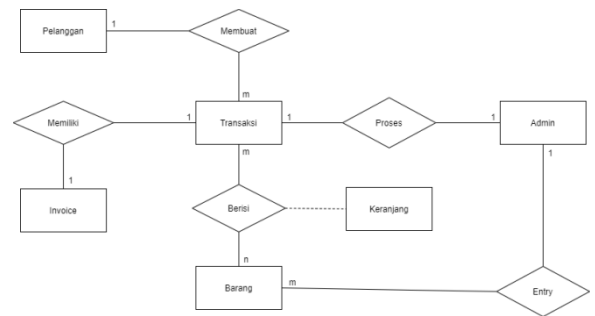 Pelanggan
1
Membuat
m
Memiliki
1
Transaksi
1
Proses
1
Admin
1
m
1
Invoice
Berisi
Keranjang
n
Barang
m
Entry